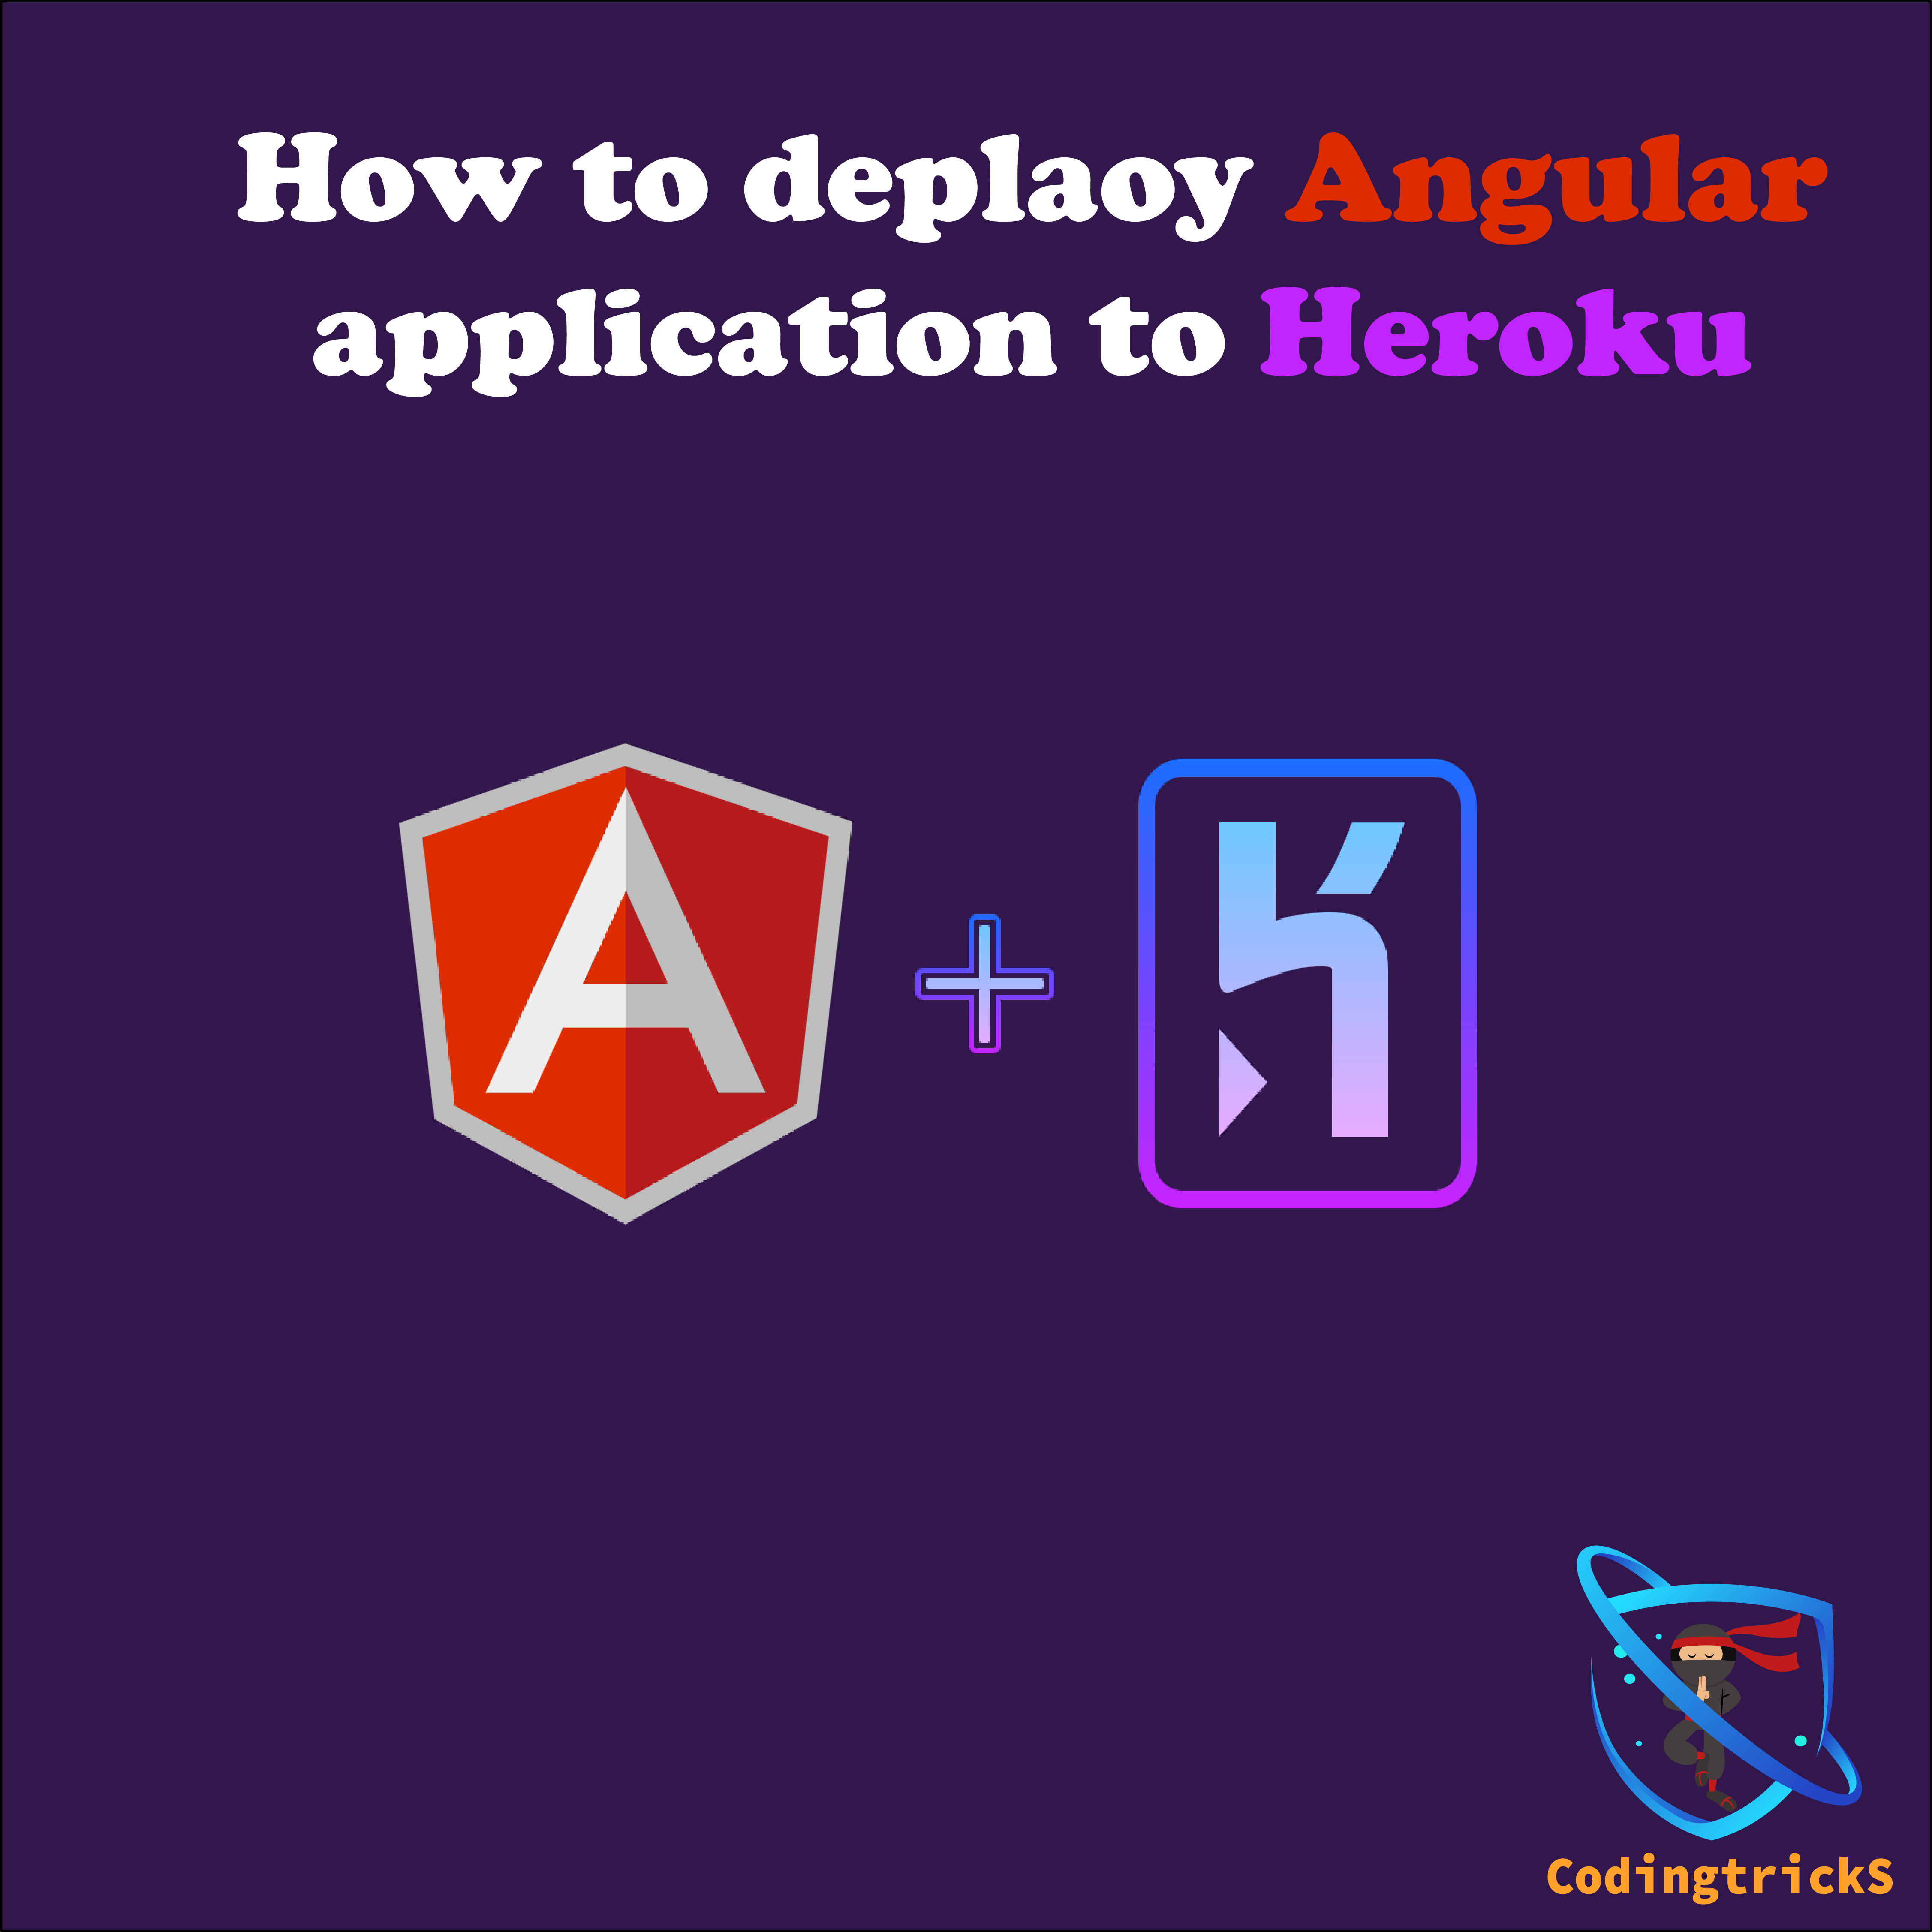 How to deplaoy Angular
application to Heroku
CodingtrickS